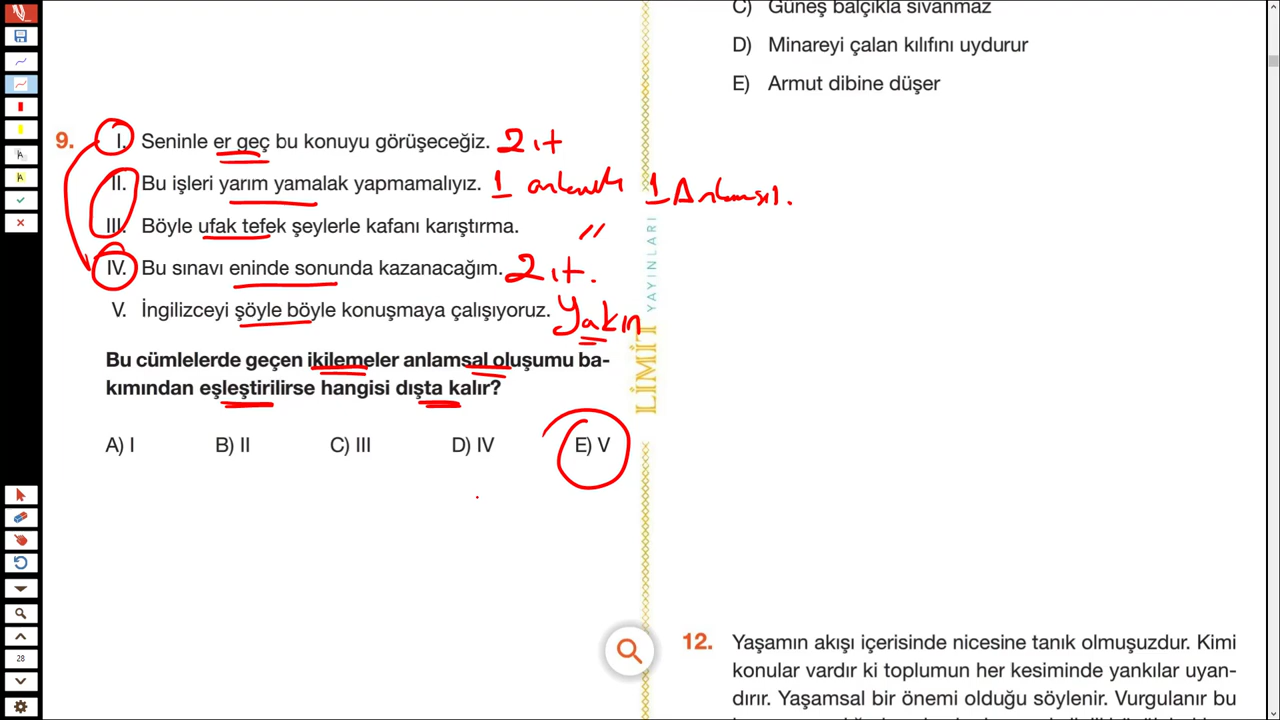 C) Güneş balçıkla sıvanmaz
D) Minareyi çalan kılıfını uydurur
E) Armut dibine düşer
9. I. Seninle er geç bu konuyu görüşeceğiz. 2 ıt
II. Bu işleri yarım yamalak yapmamalıyız. 1 anlamlı 1 Anlamsız.
III. Böyle ufak tefek şeylerle kafanı karıştırma. "
IV. Bu sınavı eninde sonunda kazanacağım. 2 ıt.
V. İngilizceyi şöyle böyle konuşmaya çalışıyoruz. Yakın
Bu cümlelerde geçen ikilemeler anlamsal oluşumu ba-
kımından eşleştirilirse hangisi dışta kalır?
A) I B) II C) III D) IV E) V
LİMİT YAYINLARI
12. Yaşamın akışı içerisinde nicesine tanık olmuşuzdur. Kimi
konular vardır ki toplumun her kesiminde yankılar uyan-
dırır. Yaşamsal bir önemi olduğu söylenir. Vurgulanır bu
28